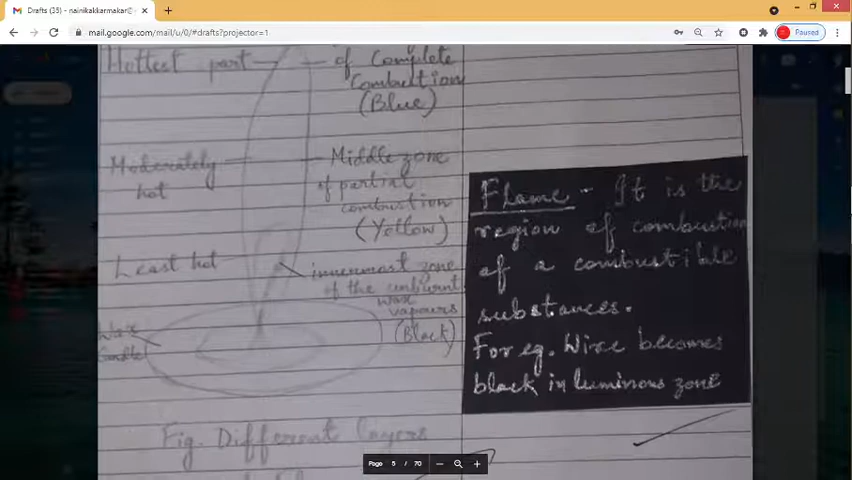 Drafts (35) - nainikakkarmakar@
mail.google.com/mail/u/0/#drafts?projector=1
Paused
Hottest part
of Complete
Combustion
(Blue)
Moderately
hot
Middle zone
of partial
combustion
(Yellow)
Least hot
innermost zone
of the unburnt
wax
vapours
(Black)
Wax
Candle
Fig. Different layers
Flame - It is the
region of combustion
of a combustible
substances.
For eg. Wire becomes
black in luminous zone
Page 5 / 70